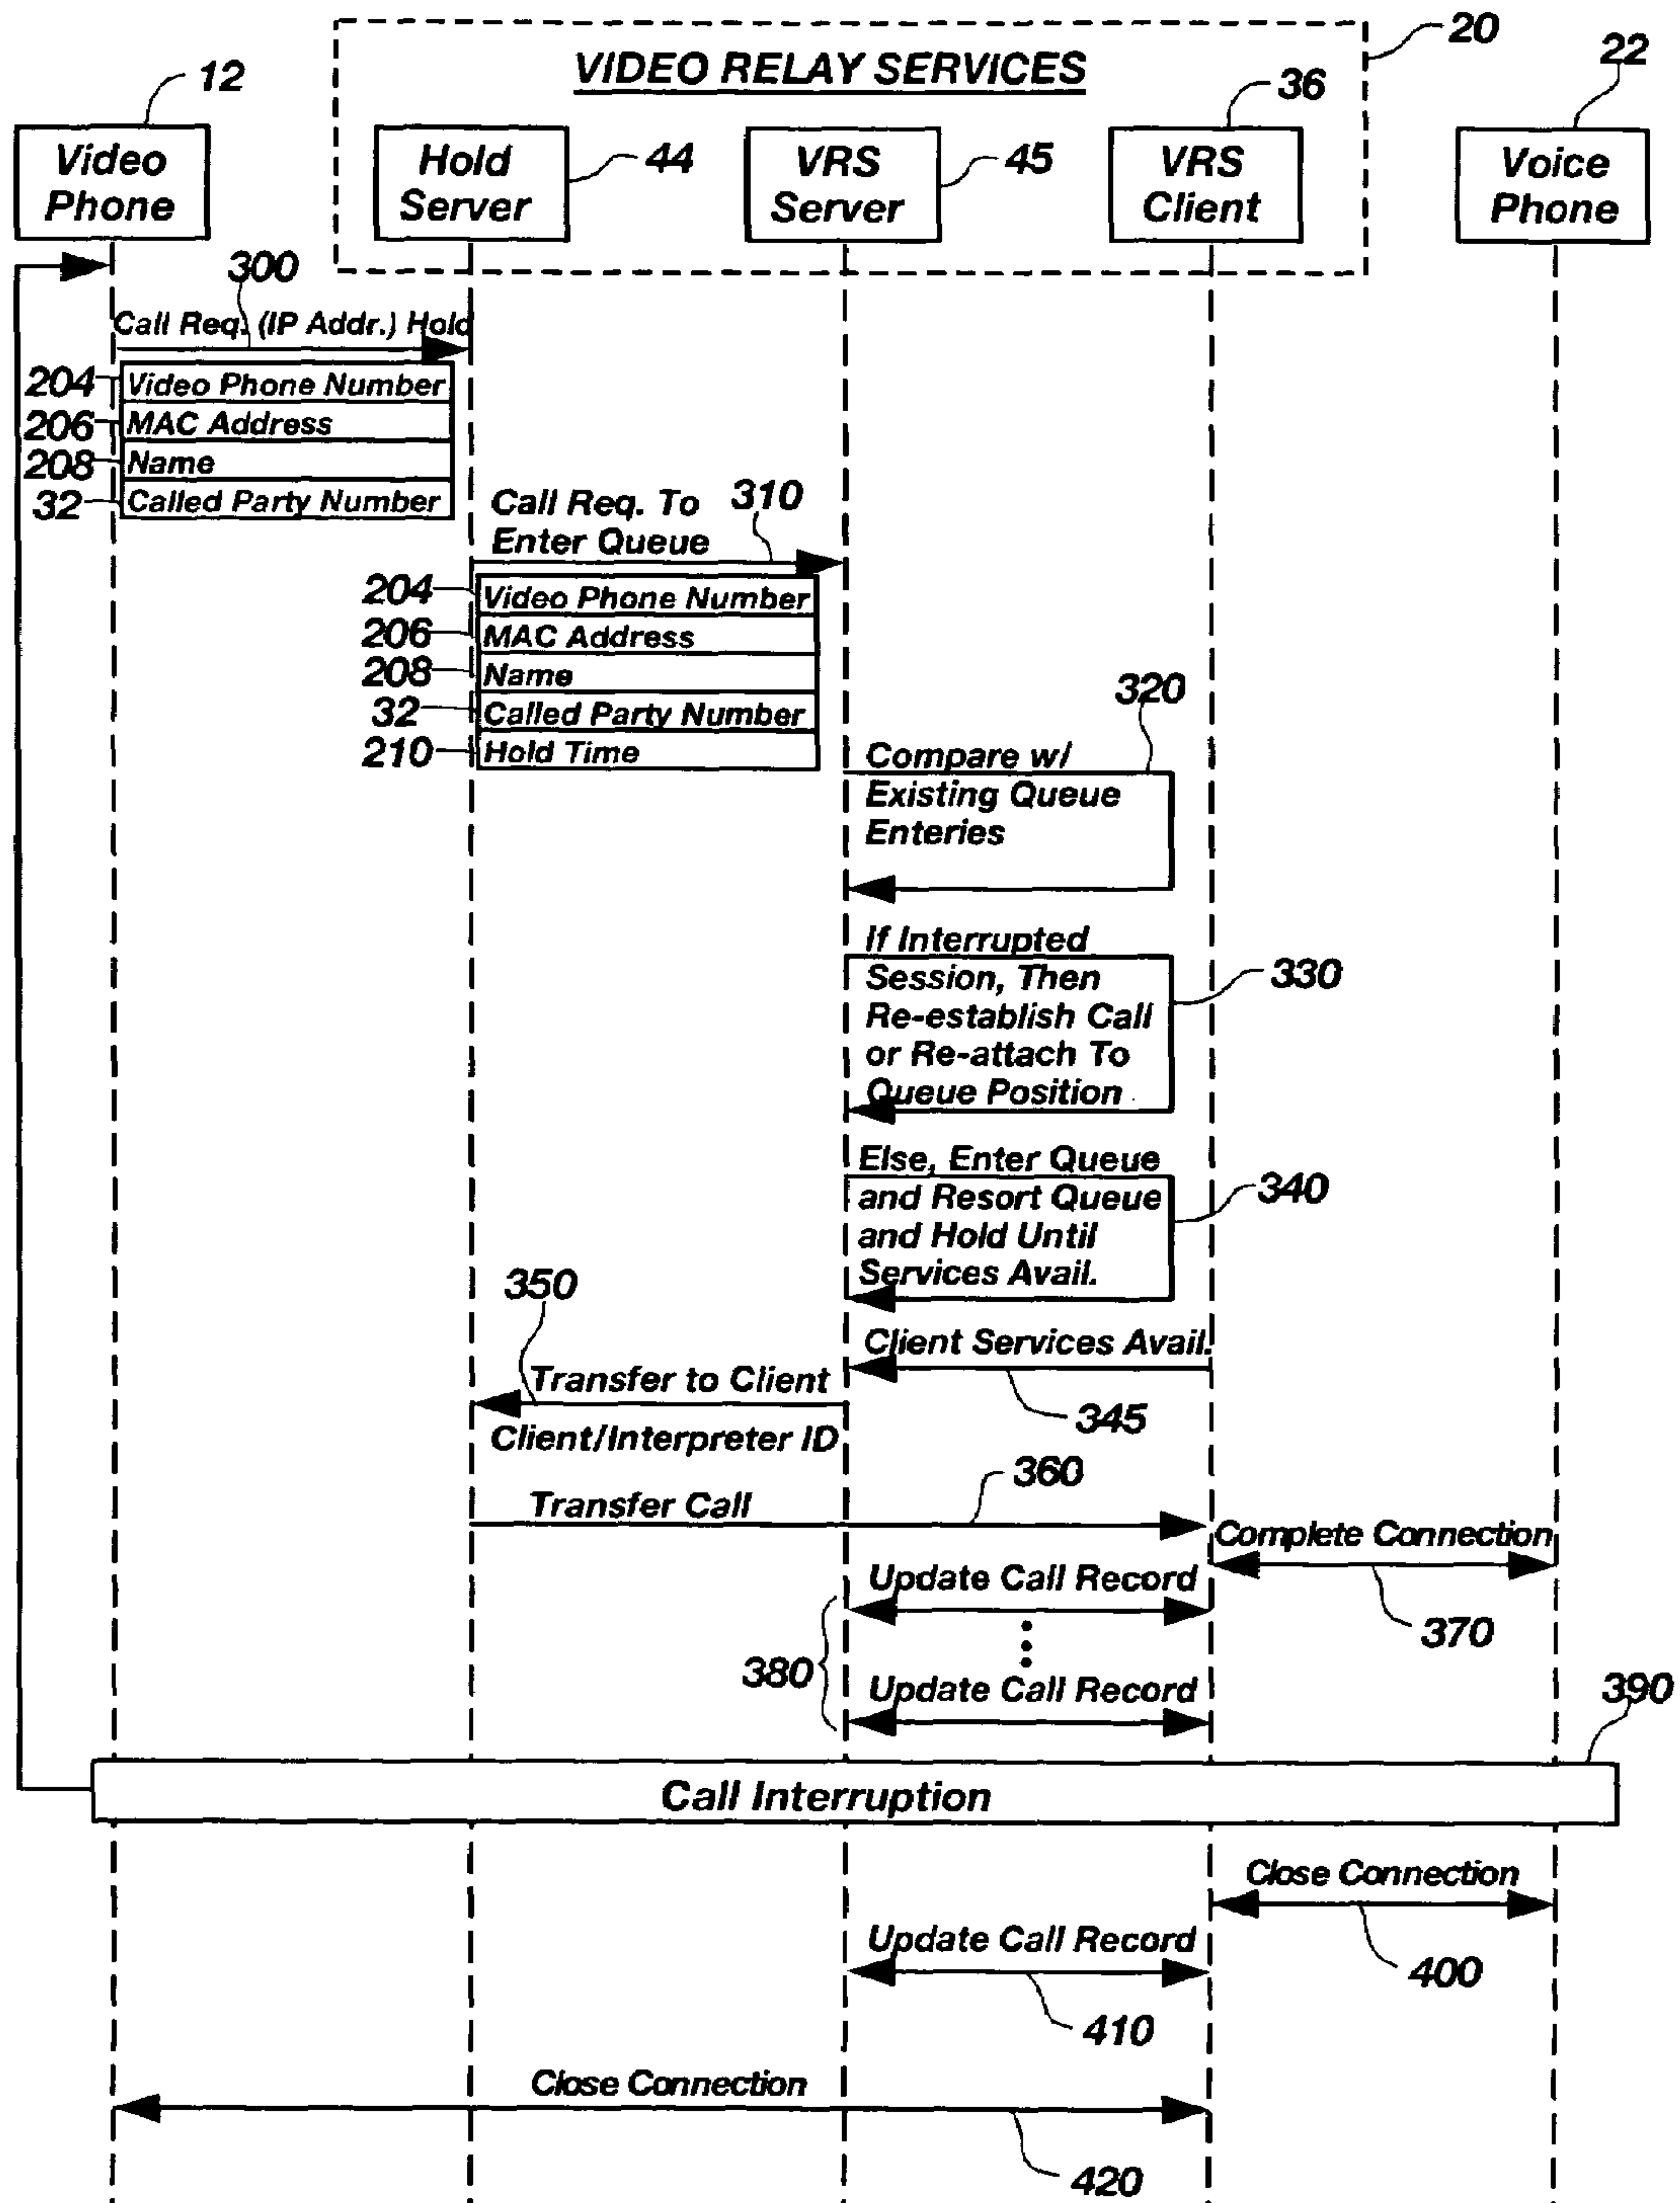 VIDEO RELAY SERVICES
20
12
36
22
Video
Phone
Hold
Server
44
VRS
Server
45
VRS
Client
Voice
Phone
300
Call Req. (IP Addr.) Hold
204 Video Phone Number
206 MAC Address
208 Name
32 Called Party Number
Call Req. To
Enter Queue
310
204 Video Phone Number
206 MAC Address
208 Name
32 Called Party Number
210 Hold Time
320
Compare w/
Existing Queue
Enteries
If Interrupted
Session, Then
Re-establish Call
or Re-attach To
Queue Position
330
Else, Enter Queue
and Resort Queue
and Hold Until
Services Avail.
340
Client Services Avail.
345
350
Transfer to Client
Client/Interpreter ID
360
Transfer Call
Complete Connection
370
Update Call Record
380
Update Call Record
390
Call Interruption
Close Connection
400
Update Call Record
410
Close Connection
420